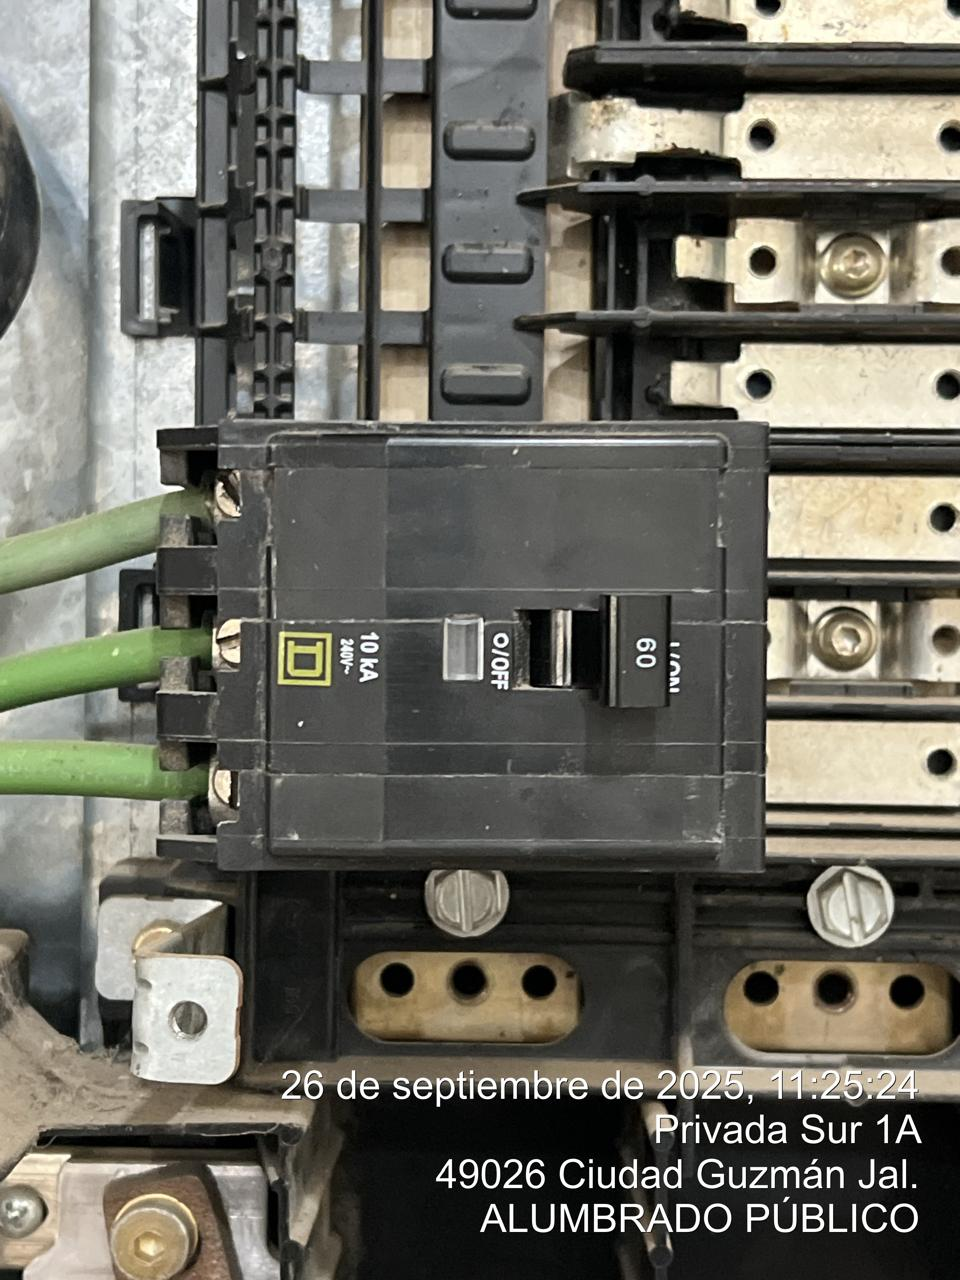 10 kA
240V~
O/OFF
60
I/ON
26 de septiembre de 2025, 11:25:24
Privada Sur 1A
49026 Ciudad Guzmán Jal.
ALUMBRADO PÚBLICO